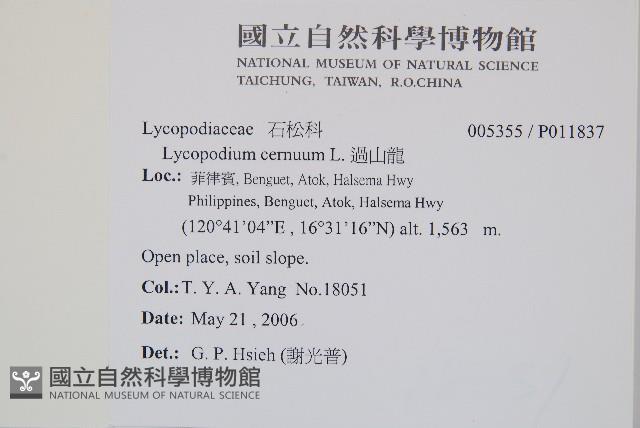 國立自然科學博物館
NATIONAL MUSEUM OF NATURAL SCIENCE
TAICHUNG, TAIWAN, R.O.CHINA
Lycopodiaceae 石松科 005355 / P011837
Lycopodium cernuum L. 過山龍
Loc.: 菲律賓, Benguet, Atok, Halsema Hwy
Philippines, Benguet, Atok, Halsema Hwy
(120°41’04”E , 16°31’16”N) alt. 1,563 m.
Open place, soil slope.
Col.: T. Y. A. Yang No.18051
Date: May 21 , 2006
Det.: G. P. Hsieh (謝光普)
國立自然科學博物館
NATIONAL MUSEUM OF NATURAL SCIENCE